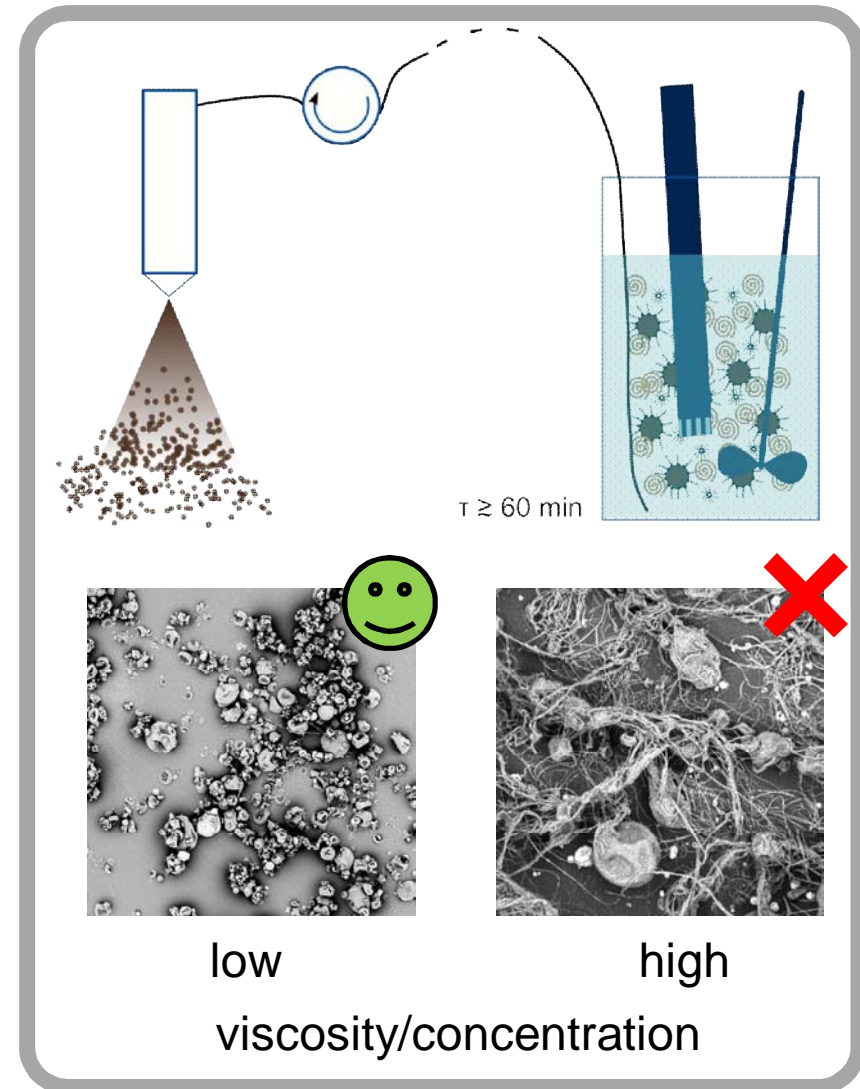 τ ≥ 60 min
low high
viscosity/concentration